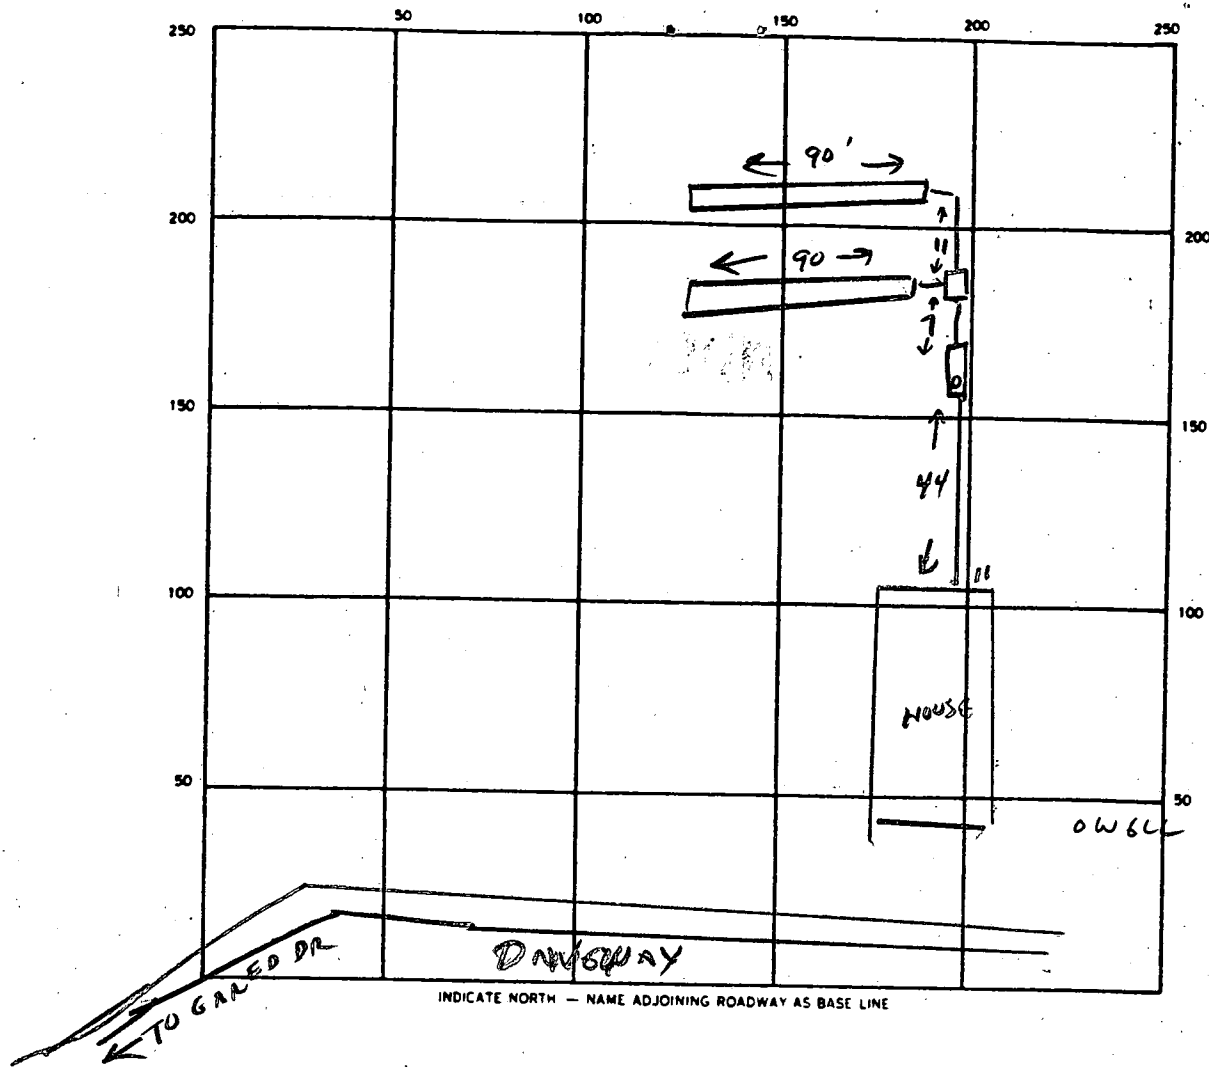 50 100 150 200 250
250
90'
200 200
11
90
7
150 150
44
100 11 100
HOUSE
50 50
O WELL
DRIVEWAY
TO GARED DR
INDICATE NORTH — NAME ADJOINING ROADWAY AS BASE LINE